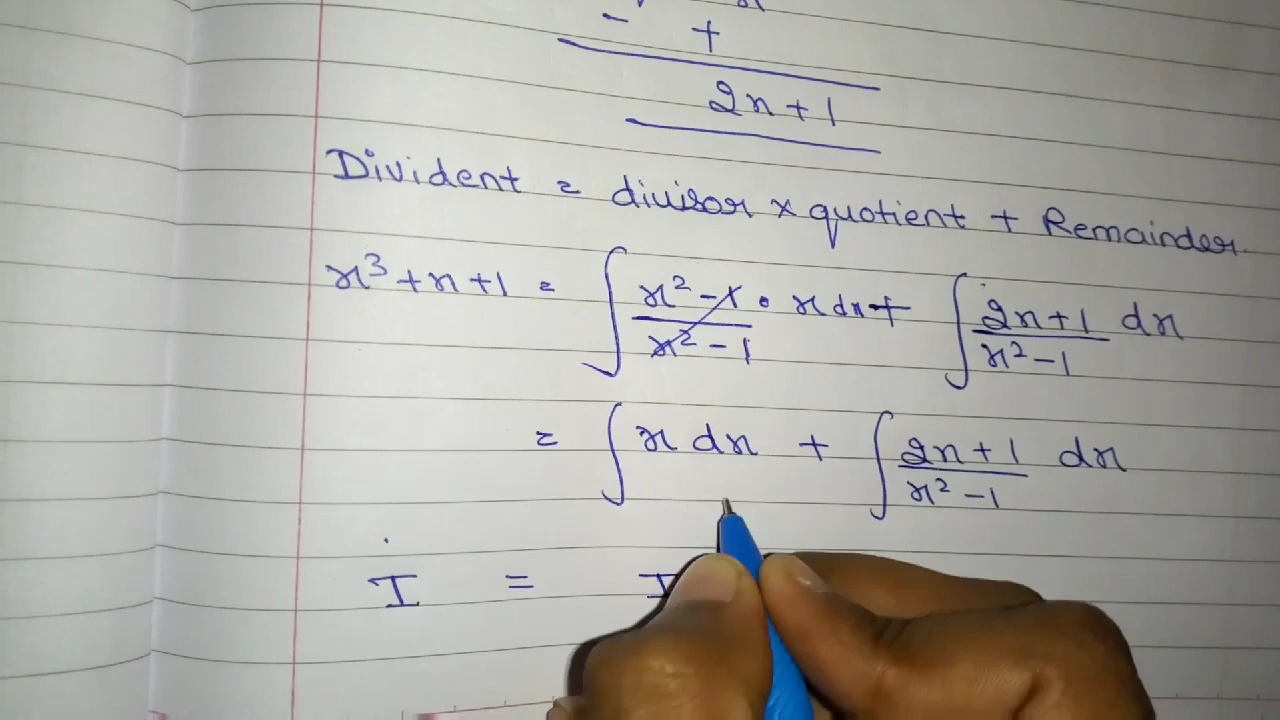 - +
2x+1
Divident = divisor × quotient + Remainder
x³+x+1 = ∫ x²-1/x²-1 · x dx + ∫ 2x+1/x²-1 dx
= ∫ x dx + ∫ 2x+1/x²-1 dx
I = I